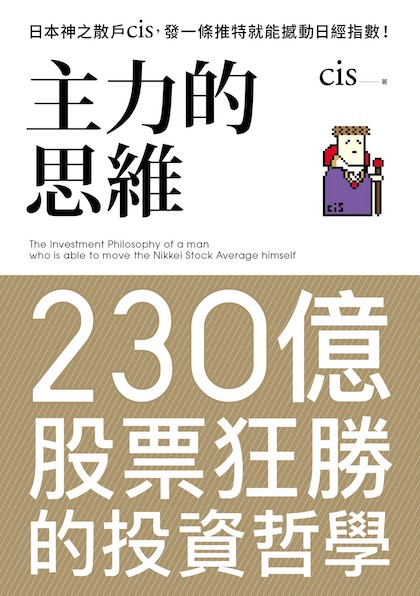 日本神之散戶cis，發一條推特就能撼動日經指數！
cis——著
主力的
思維
cis
The Investment Philosophy of a man
who is able to move the Nikkei Stock Average himself
230億
股票狂勝
的投資哲學